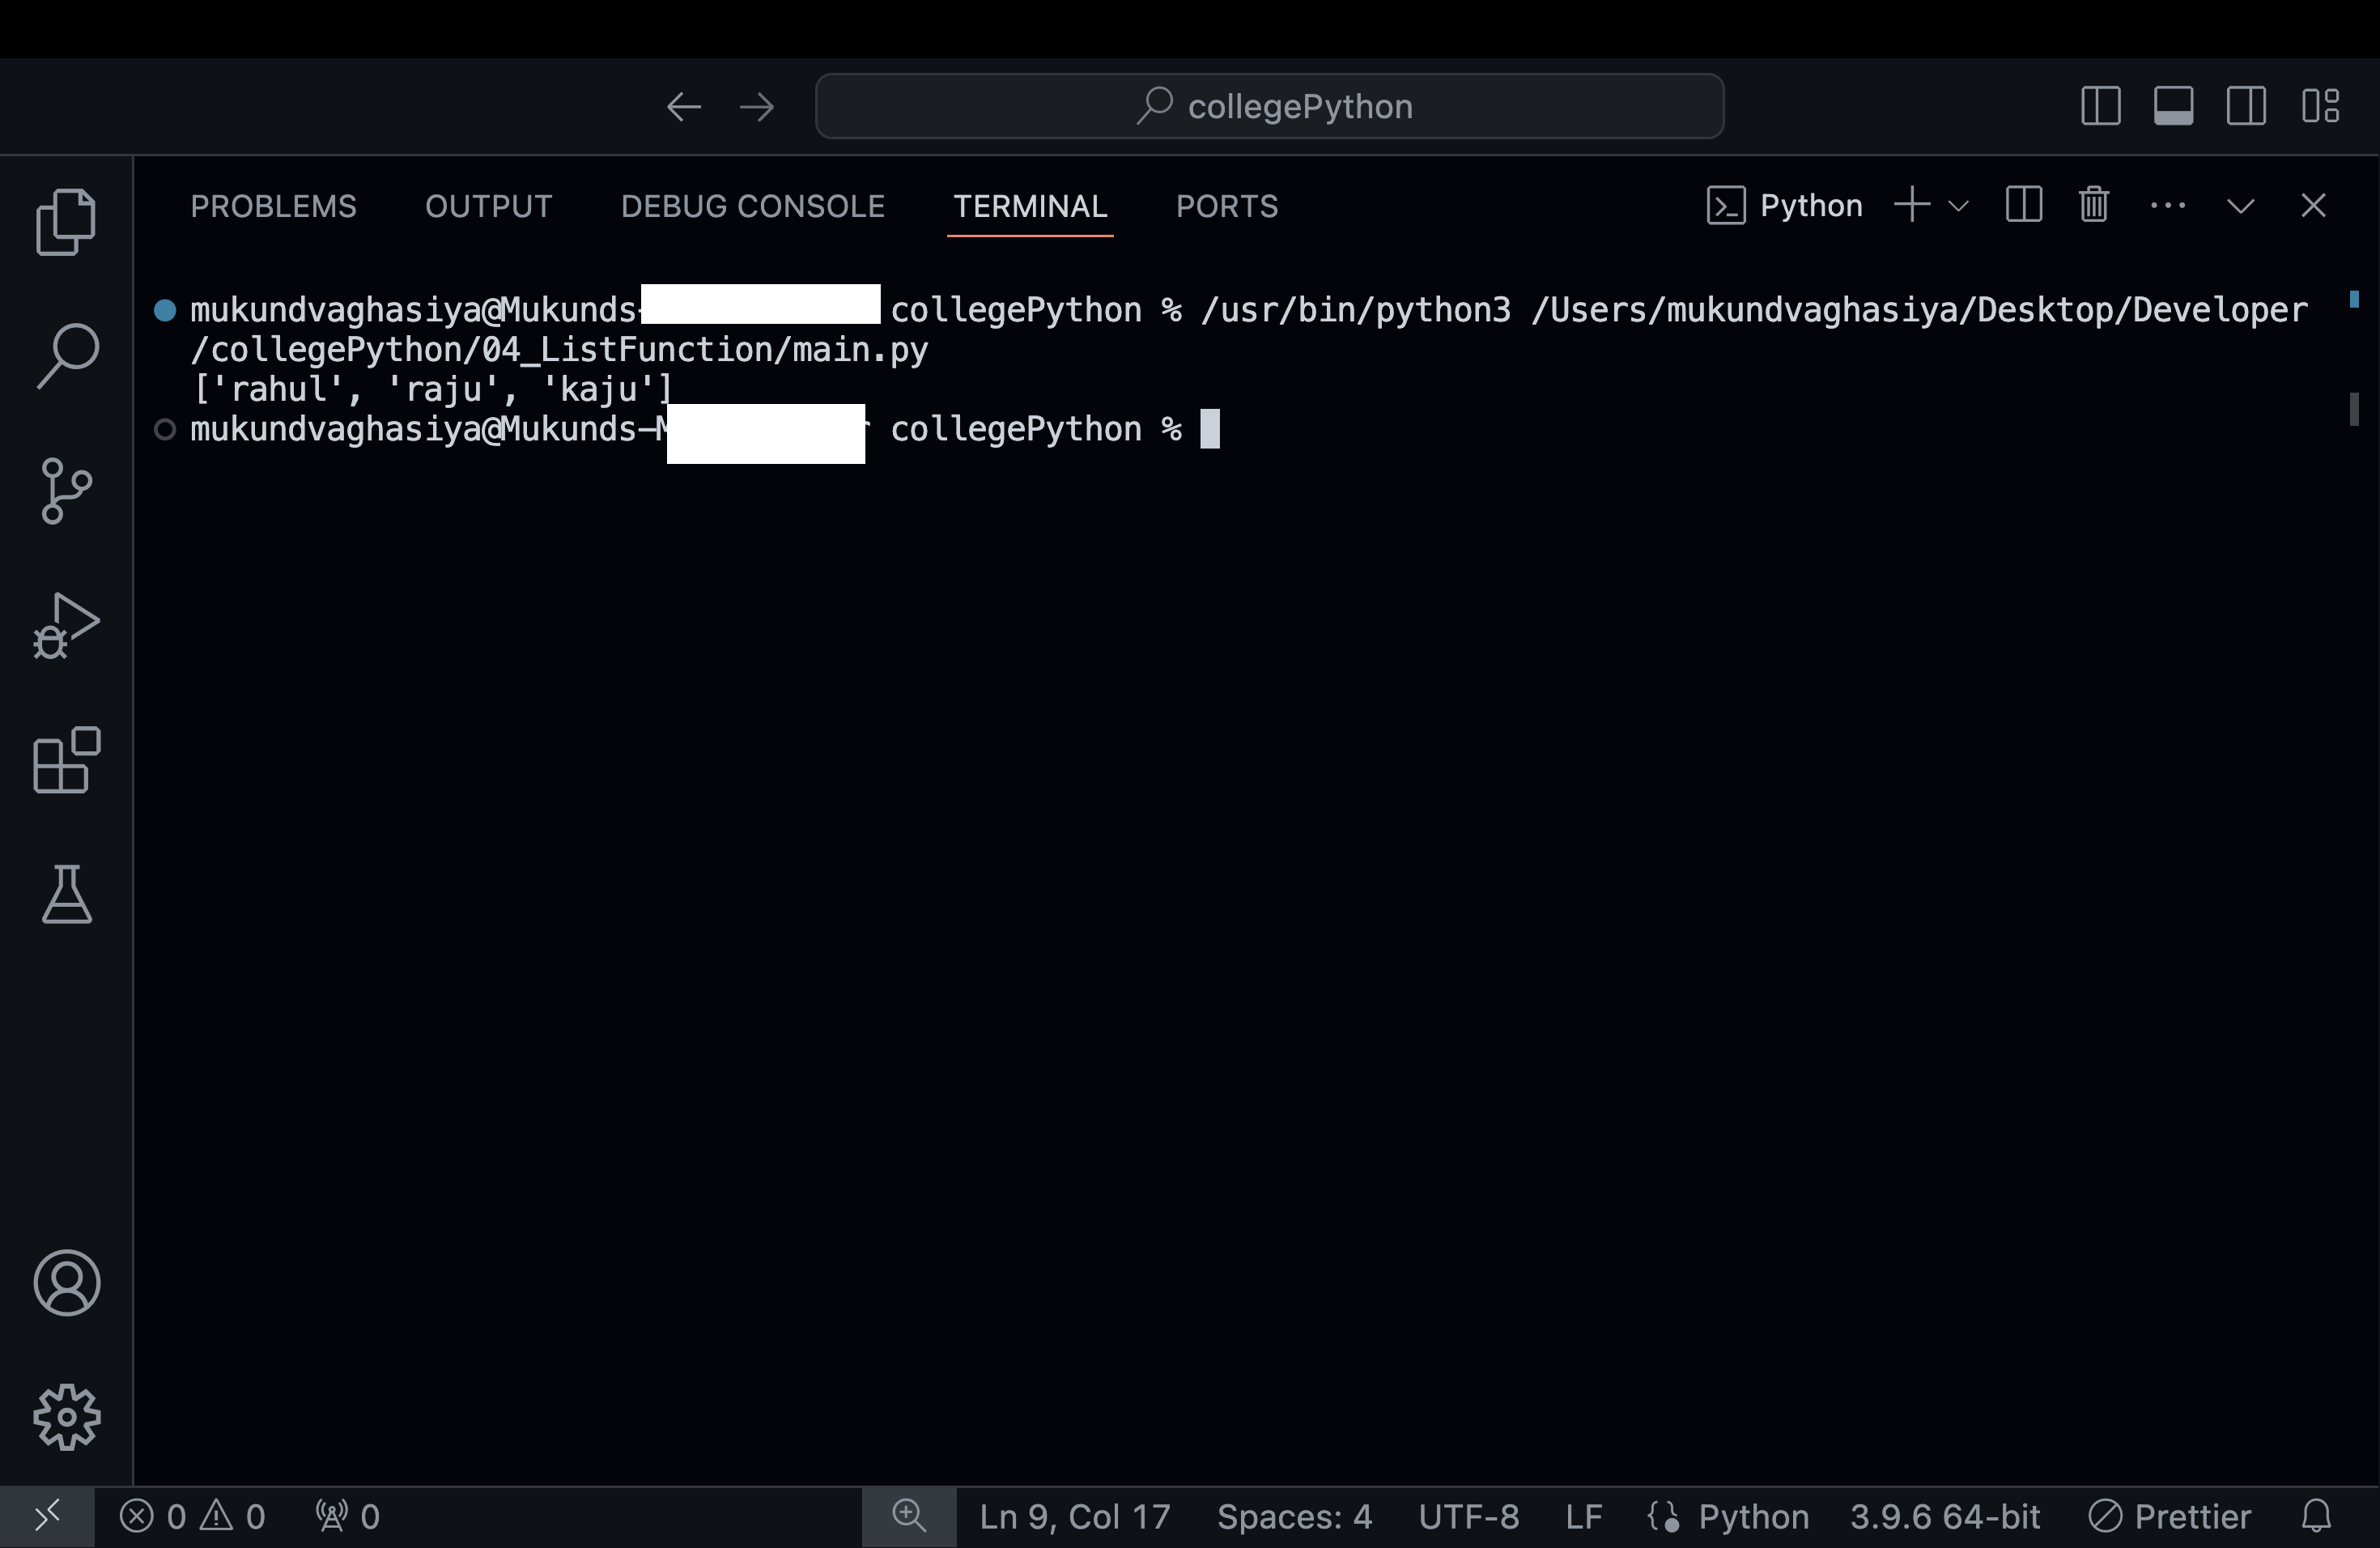 collegePython
PROBLEMS OUTPUT DEBUG CONSOLE TERMINAL PORTS Python
mukundvaghasiya@Mukunds collegePython % /usr/bin/python3 /Users/mukundvaghasiya/Desktop/Developer
/collegePython/04_ListFunction/main.py
['rahul', 'raju', 'kaju']
mukundvaghasiya@Mukunds- collegePython %
0 0 0 Ln 9, Col 17 Spaces: 4 UTF-8 LF Python 3.9.6 64-bit Prettier